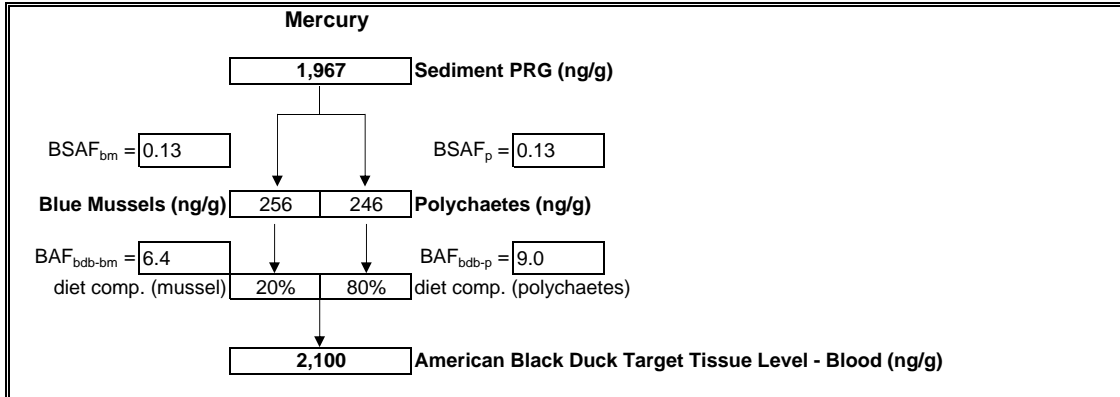 Mercury
1,967 Sediment PRG (ng/g)
BSAF_bm = 0.13 BSAF_p = 0.13
Blue Mussels (ng/g) 256 246 Polychaetes (ng/g)
BAF_bdb-bm = 6.4 BAF_bdb-p = 9.0
diet comp. (mussel) 20% 80% diet comp. (polychaetes)
2,100 American Black Duck Target Tissue Level - Blood (ng/g)